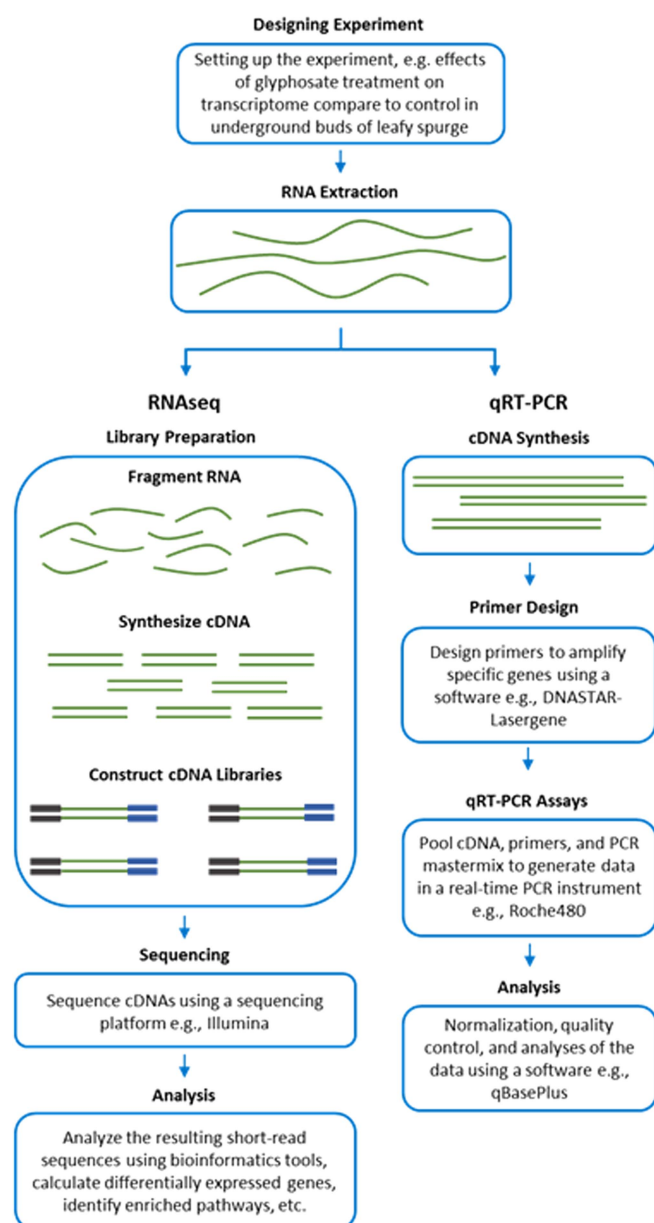 Designing Experiment
Setting up the experiment, e.g. effects
of glyphosate treatment on
transcriptome compare to control in
underground buds of leafy spurge
RNA Extraction
RNAseq
Library Preparation
Fragment RNA
Synthesize cDNA
Construct cDNA Libraries
Sequencing
Sequence cDNAs using a sequencing
platform e.g., Illumina
Analysis
Analyze the resulting short-read
sequences using bioinformatics tools,
calculate differentially expressed genes,
identify enriched pathways, etc.
qRT-PCR
cDNA Synthesis
Primer Design
Design primers to amplify
specific genes using a
software e.g., DNASTAR-
Lasergene
qRT-PCR Assays
Pool cDNA, primers, and PCR
mastermix to generate data
in a real-time PCR instrument
e.g., Roche480
Analysis
Normalization, quality
control, and analyses of the
data using a software e.g.,
qBasePlus